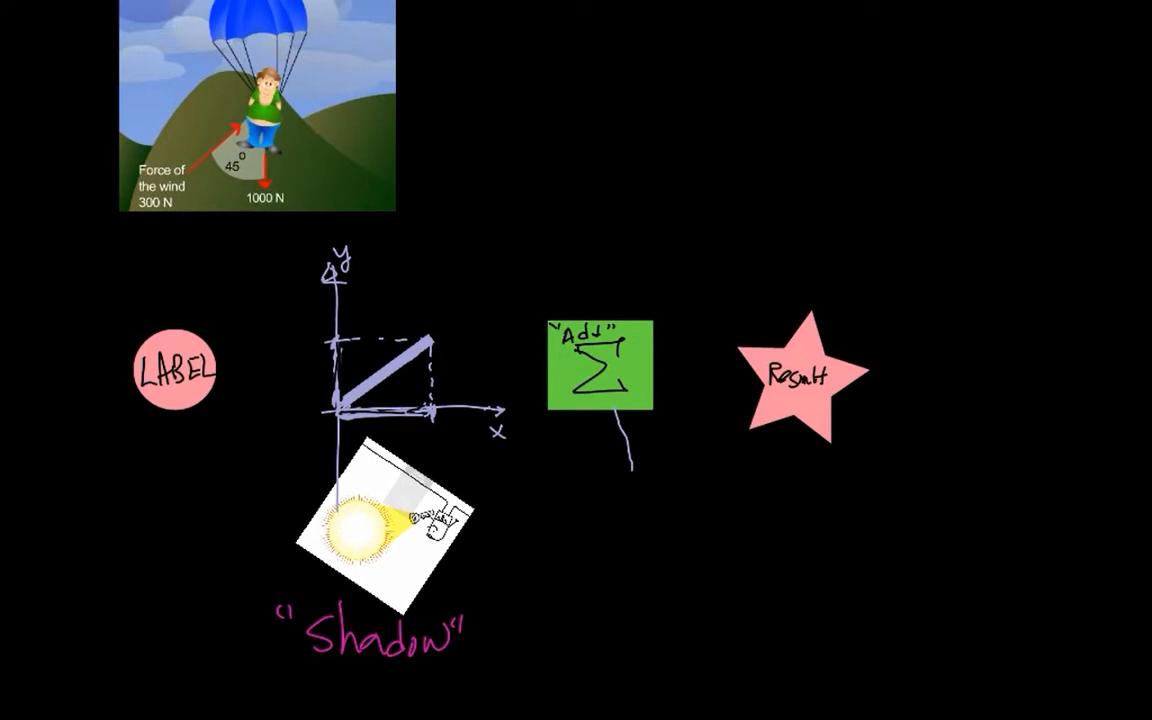 45°
Force of
the wind
300 N
1000 N
y
LABEL
x
"Add"
Σ
Result
"Shadow"